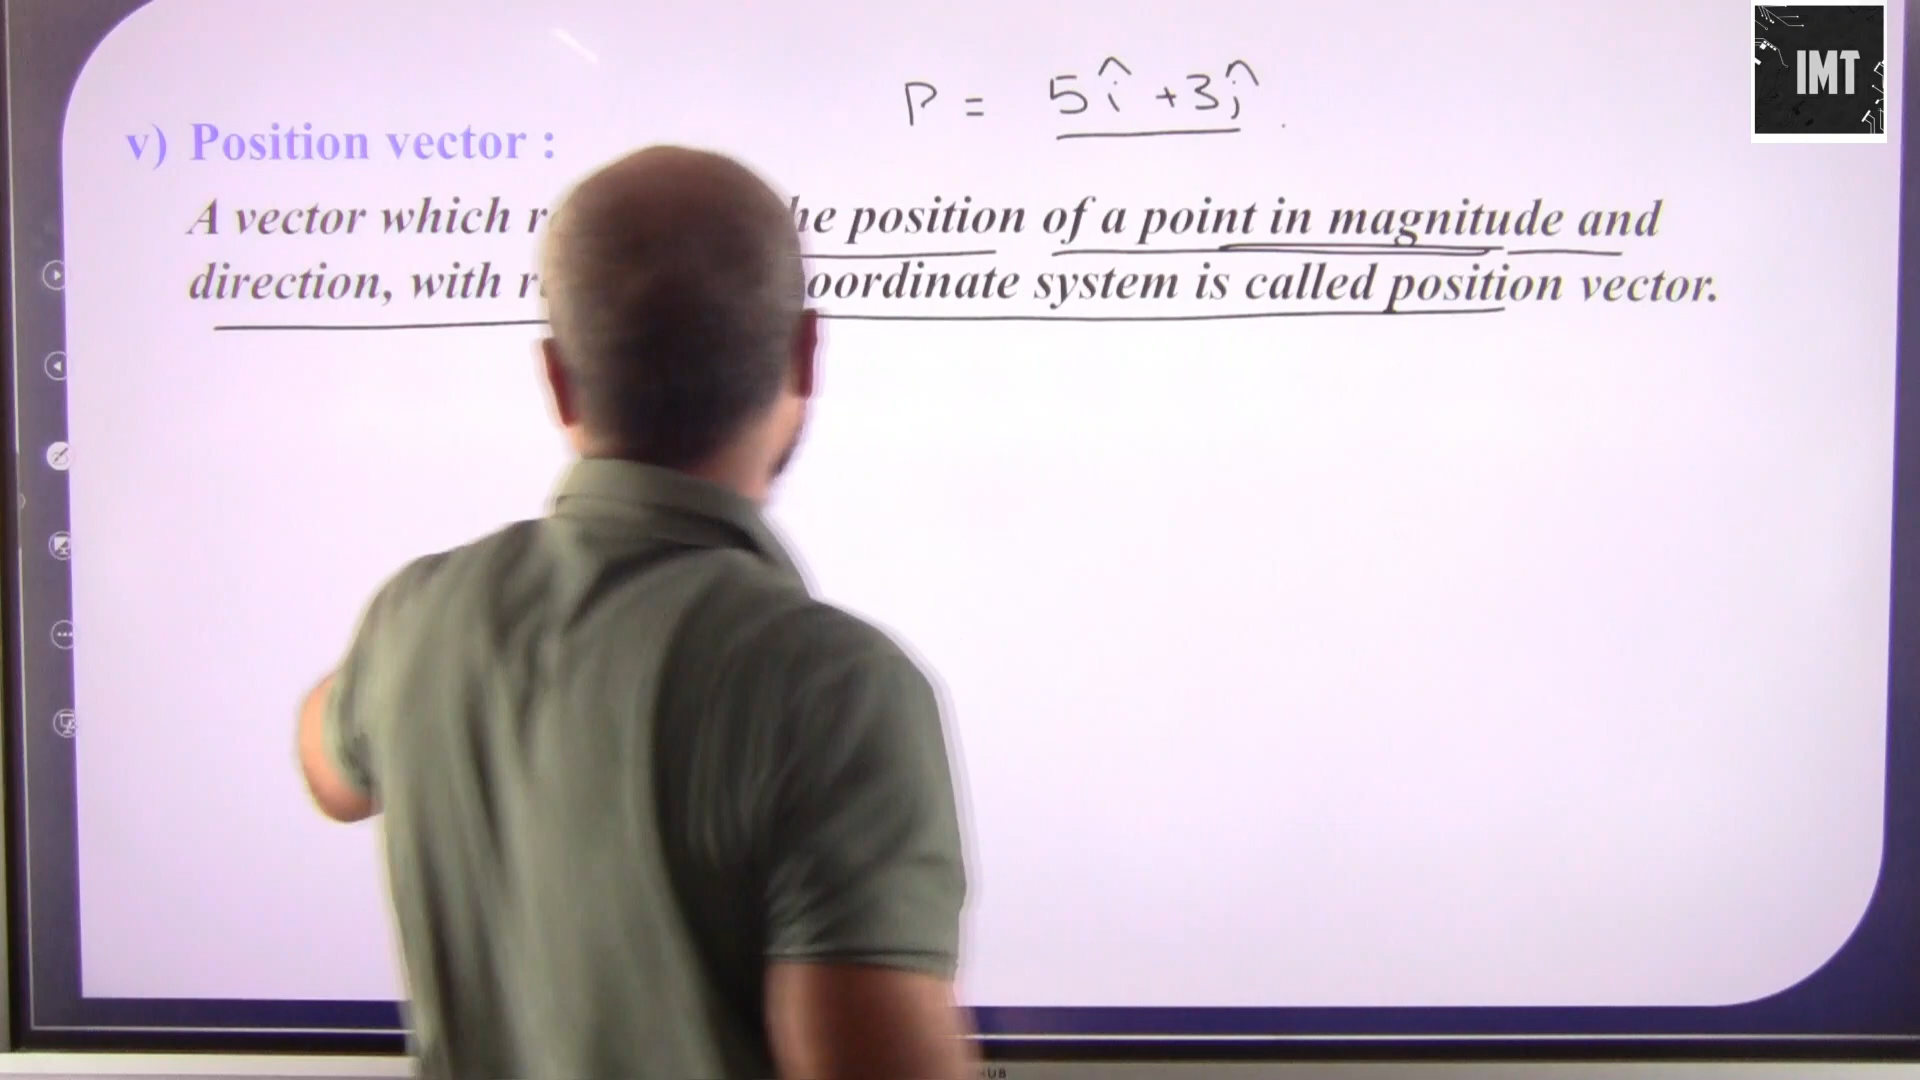 P = 5î + 3ĵ
IMT
v) Position vector :
A vector which he position of a point in magnitude and
direction, with oordinate system is called position vector.
HUB